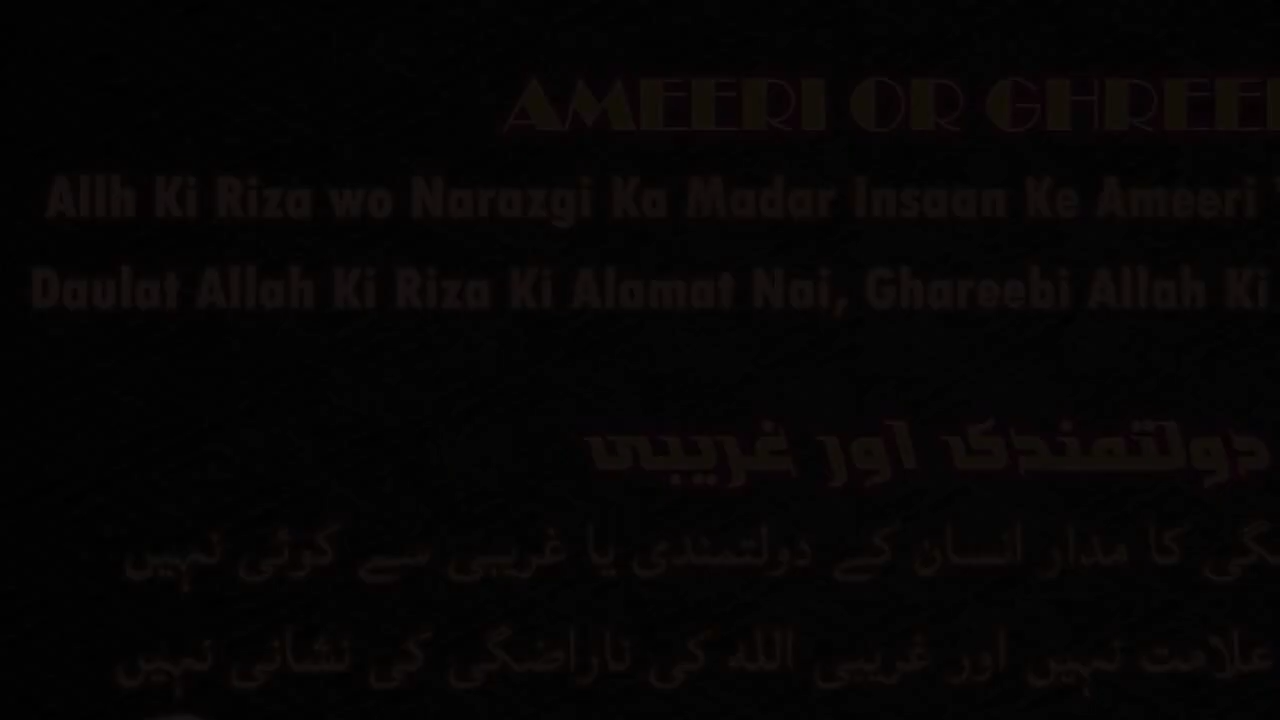 AMEERI OR
Allh Ki Riza wo Narazgi Ka Madar Insaan Ke Ameeri
Daulat Allah Ki Riza Ki Alamat Nai, Ghareebi Allah Ki
دولتمندی اور غریبی
کا مدار انسان کے دولتمندی یا غریبی سے کوئی نہیں
علامت نہیں اور غریبی اللہ کی ناراضگی کی نشانی نہیں